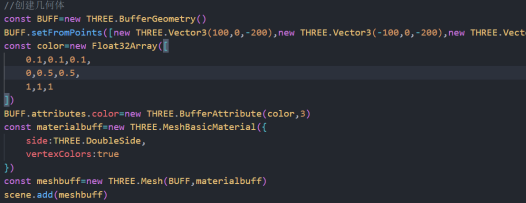 //创建几何体
const BUFF=new THREE.BufferGeometry()
BUFF.setFromPoints([new THREE.Vector3(100,0,-200),new THREE.Vector3(-100,0,-200),new THREE.Vect
const color=new Float32Array([
0.1,0.1,0.1,
0,0.5,0.5,
1,1,1
])
BUFF.attributes.color=new THREE.BufferAttribute(color,3)
const materialbuff=new THREE.MeshBasicMaterial({
side:THREE.DoubleSide,
vertexColors:true
})
const meshbuff=new THREE.Mesh(BUFF,materialbuff)
scene.add(meshbuff)